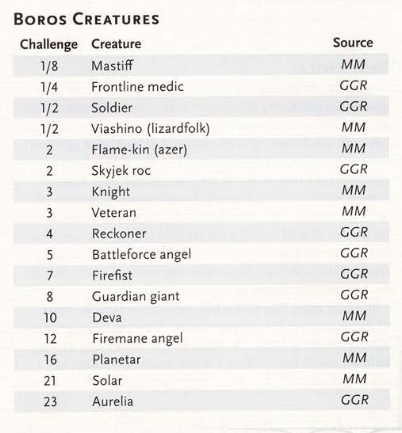 BOROS CREATURES
Challenge Creature Source
1/8 Mastiff MM
1/4 Frontline medic GGR
1/2 Soldier GGR
1/2 Viashino (lizardfolk) MM
2 Flame-kin (azer) MM
2 Skyjek roc GGR
3 Knight MM
3 Veteran MM
4 Reckoner GGR
5 Battleforce angel GGR
7 Firefist GGR
8 Guardian giant GGR
10 Deva MM
12 Firemane angel GGR
16 Planetar MM
21 Solar MM
23 Aurelia GGR